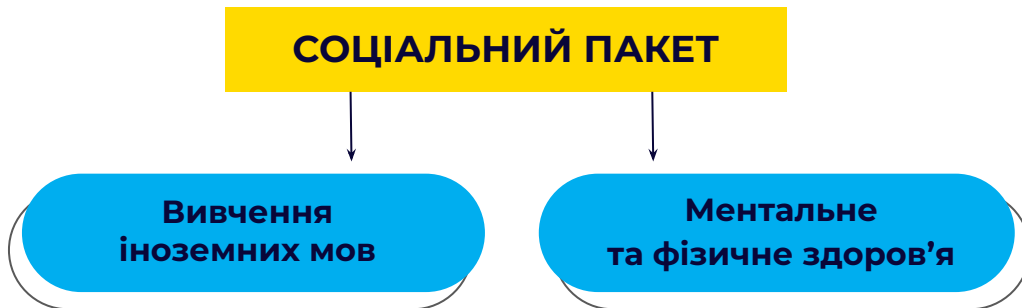 СОЦІАЛЬНИЙ ПАКЕТ
Вивчення
іноземних мов
Ментальне
та фізичне здоров’я